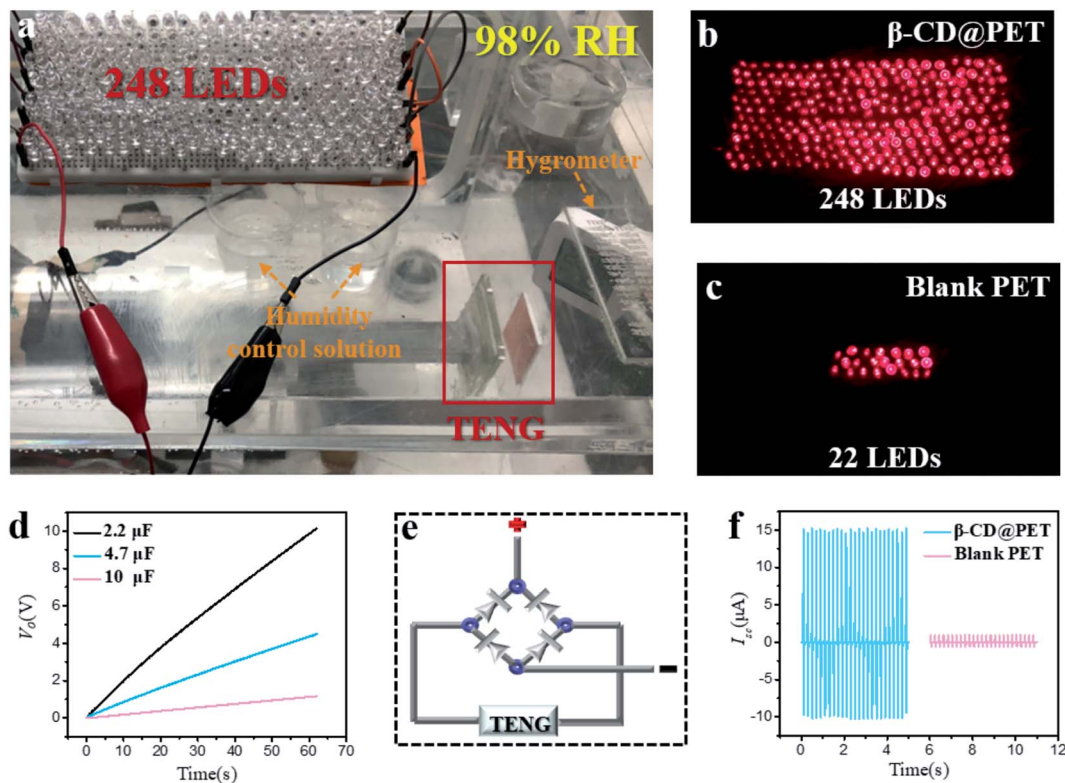 a
98% RH
248 LEDs
Hygrometer
Humidity
control solution
TENG
b
β-CD@PET
248 LEDs
c
Blank PET
22 LEDs
d
2.2 μF
4.7 μF
10 μF
V₀(V)
10
8
6
4
2
0
0 10 20 30 40 50 60 70
Time(s)
e
TENG
f
β-CD@PET
Blank PET
I_sc(μA)
15
10
5
0
-5
-10
0 2 4 6 8 10 12
Time(s)